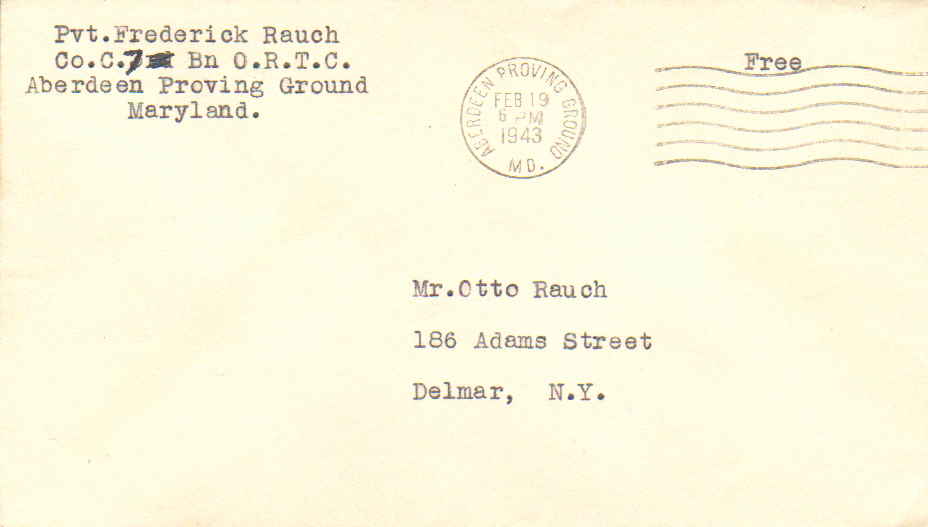 Pvt.Frederick Rauch
Co.C.7 Bn O.R.T.C.
Aberdeen Proving Ground
Maryland.
ABERDEEN PROVING GROUND
FEB 19
6 PM
1943
MD.
Free
Mr.Otto Rauch
186 Adams Street
Delmar, N.Y.